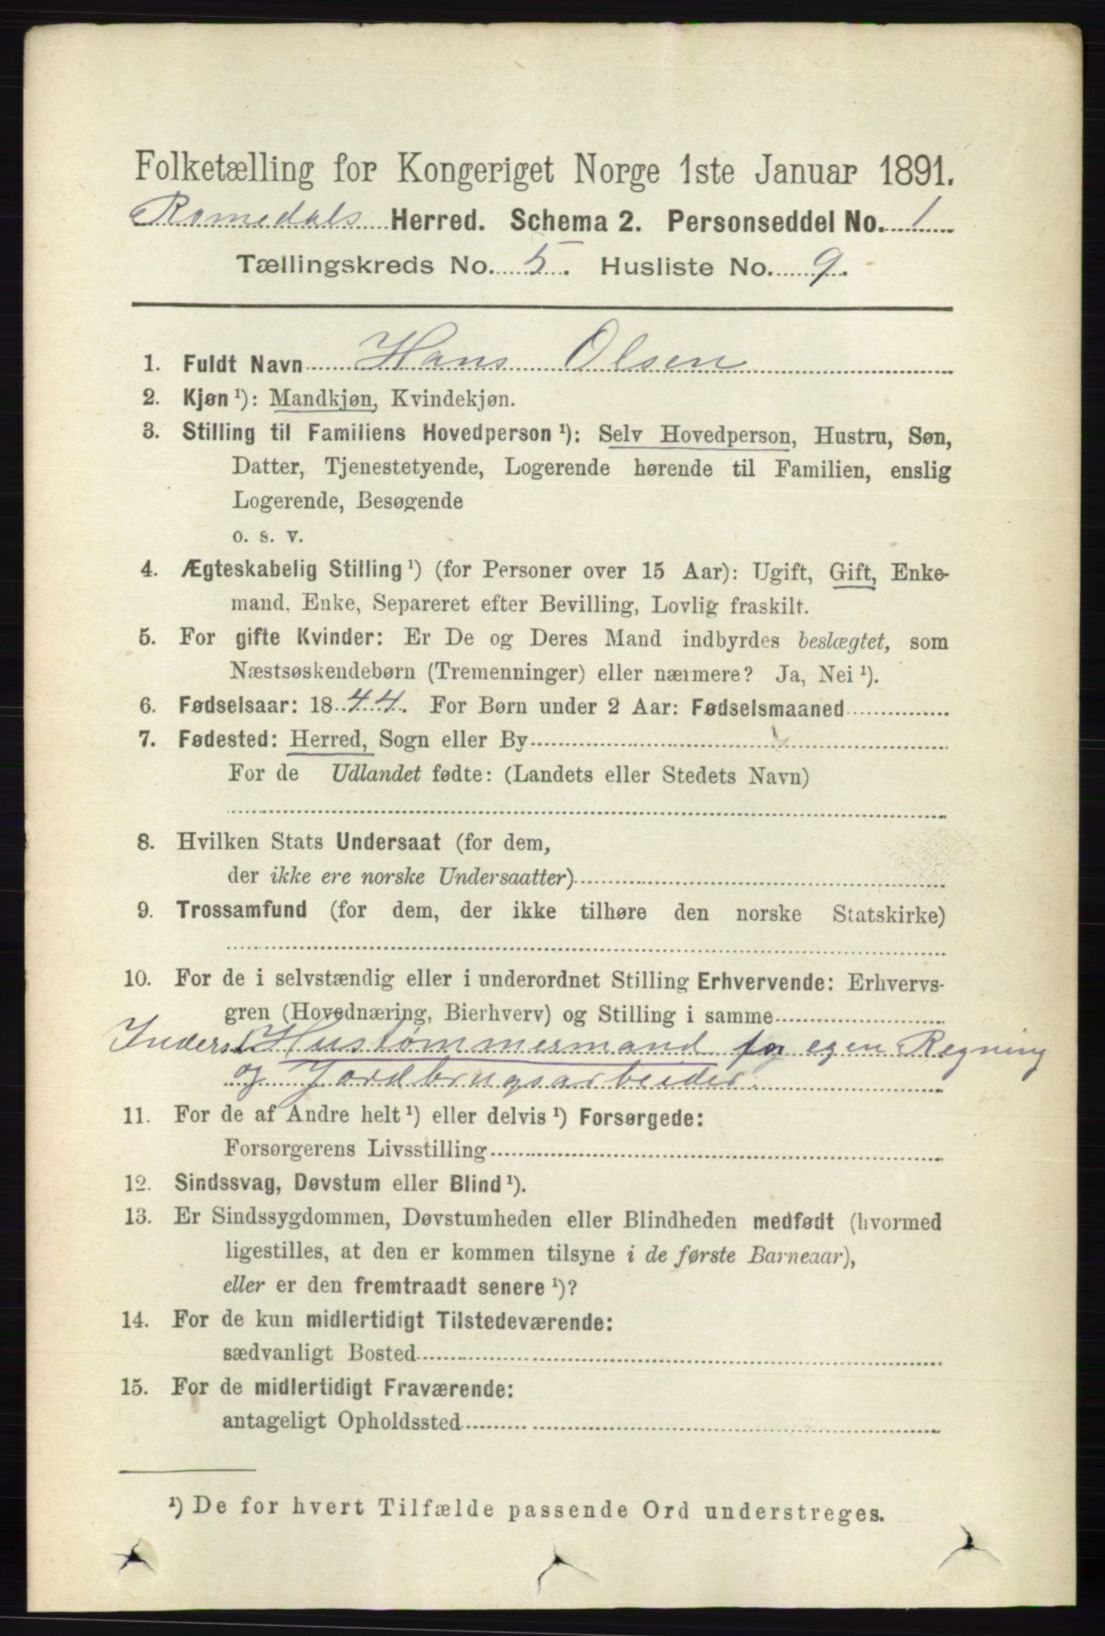 Folketælling for Kongeriget Norge 1ste Januar 1891.
Romedals Herred. Schema 2. Personseddel No. 1
Tællingskreds No. 5. Husliste No. 9.
1. Fuldt Navn Hans Olsen
2. Kjøn ¹): Mandkjøn, Kvindekjøn.
3. Stilling til Familiens Hovedperson ¹): Selv Hovedperson, Hustru, Søn,
Datter, Tjenestetyende, Logerende hørende til Familien, enslig
Logerende, Besøgende
o. s. v.
4. Ægteskabelig Stilling ¹) (for Personer over 15 Aar): Ugift, Gift, Enke-
mand, Enke, Separeret efter Bevilling, Lovlig fraskilt.
5. For gifte Kvinder: Er De og Deres Mand indbyrdes beslægtet, som
Næstsøskendebørn (Tremenninger) eller nærmere? Ja, Nei ¹).
6. Fødselsaar: 1844. For Børn under 2 Aar: Fødselsmaaned
7. Fødested: Herred, Sogn eller By
For de Udlandet fødte: (Landets eller Stedets Navn)
8. Hvilken Stats Undersaat (for dem,
der ikke ere norske Undersaatter)
9. Trossamfund (for dem, der ikke tilhøre den norske Statskirke)
10. For de i selvstændig eller i underordnet Stilling Erhvervende: Erhvervs-
gren (Hovednæring, Bierhverv) og Stilling i samme
Inderst Hustømmermand for egen Regning
og Jordbrugsarbeider.
11. For de af Andre helt ¹) eller delvis ¹) Forsørgede:
Forsørgerens Livsstilling
12. Sindssvag, Døvstum eller Blind ¹).
13. Er Sindssygdommen, Døvstumheden eller Blindheden medfødt (hvormed
ligestilles, at den er kommen tilsyne i de første Barneaar),
eller er den fremtraadt senere ¹)?
14. For de kun midlertidigt Tilstedeværende:
sædvanligt Bosted
15. For de midlertidigt Fraværende:
antageligt Opholdssted
¹) De for hvert Tilfælde passende Ord understreges.